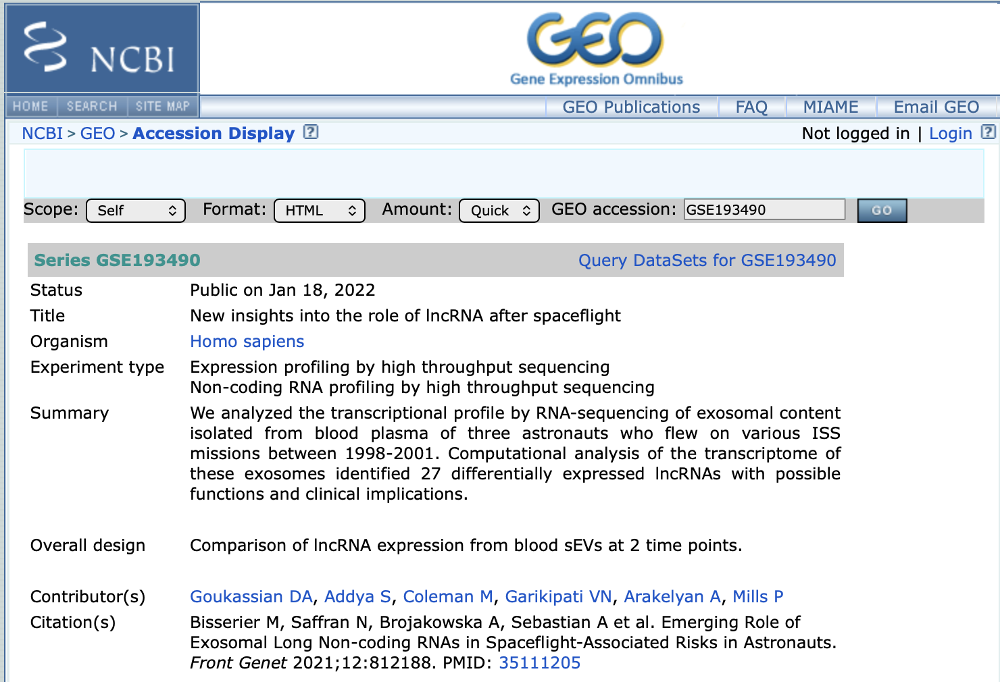 NCBI
GEO
Gene Expression Omnibus
HOME SEARCH SITE MAP GEO Publications FAQ MIAME Email GEO
NCBI > GEO > Accession Display ? Not logged in | Login ?
Scope: Self Format: HTML Amount: Quick GEO accession: GSE193490 GO
Series GSE193490 Query DataSets for GSE193490
Status Public on Jan 18, 2022
Title New insights into the role of lncRNA after spaceflight
Organism Homo sapiens
Experiment type Expression profiling by high throughput sequencing
Non-coding RNA profiling by high throughput sequencing
Summary We analyzed the transcriptional profile by RNA-sequencing of exosomal content
isolated from blood plasma of three astronauts who flew on various ISS
missions between 1998-2001. Computational analysis of the transcriptome of
these exosomes identified 27 differentially expressed lncRNAs with possible
functions and clinical implications.
Overall design Comparison of lncRNA expression from blood sEVs at 2 time points.
Contributor(s) Goukassian DA, Addya S, Coleman M, Garikipati VN, Arakelyan A, Mills P
Citation(s) Bisserier M, Saffran N, Brojakowska A, Sebastian A et al. Emerging Role of
Exosomal Long Non-coding RNAs in Spaceflight-Associated Risks in Astronauts.
Front Genet 2021;12:812188. PMID: 35111205